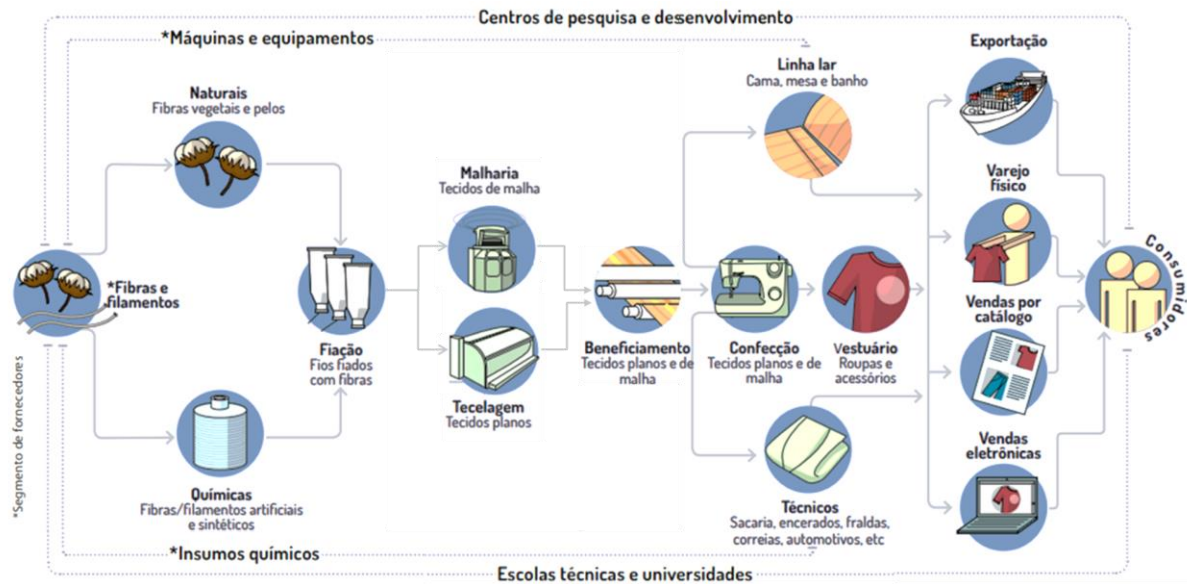 Centros de pesquisa e desenvolvimento
*Máquinas e equipamentos
Naturais
Fibras vegetais e pelos
*Fibras e
filamentos
Químicas
Fibras/filamentos artificiais
e sintéticos
Fiação
Fios fiados
com fibras
Malharia
Tecidos de malha
Tecelagem
Tecidos planos
Beneficiamento
Tecidos planos e de
malha
Confecção
Tecidos planos e de
malha
Linha lar
Cama, mesa e banho
Vestuário
Roupas e
acessórios
Técnicos
Sacaria, encerados, fraldas,
correias, automotivos, etc
Exportação
Varejo
físico
Vendas por
catálogo
Vendas
eletrônicas
Consumidores
*Segmento de fornecedores
*Insumos químicos
Escolas técnicas e universidades